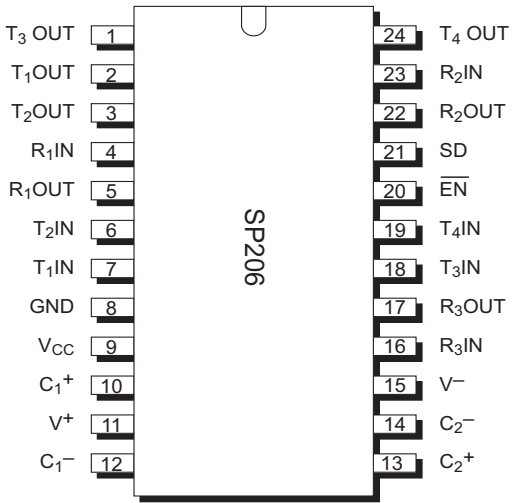 T₃ OUT 1 24 T₄ OUT
T₁OUT 2 23 R₂IN
T₂OUT 3 22 R₂OUT
R₁IN 4 21 SD
R₁OUT 5 20 E̅N̅
T₂IN 6 19 T₄IN
T₁IN 7 18 T₃IN
GND 8 17 R₃OUT
VCC 9 16 R₃IN
C₁⁺ 10 15 V⁻
V⁺ 11 14 C₂⁻
C₁⁻ 12 13 C₂⁺
SP206